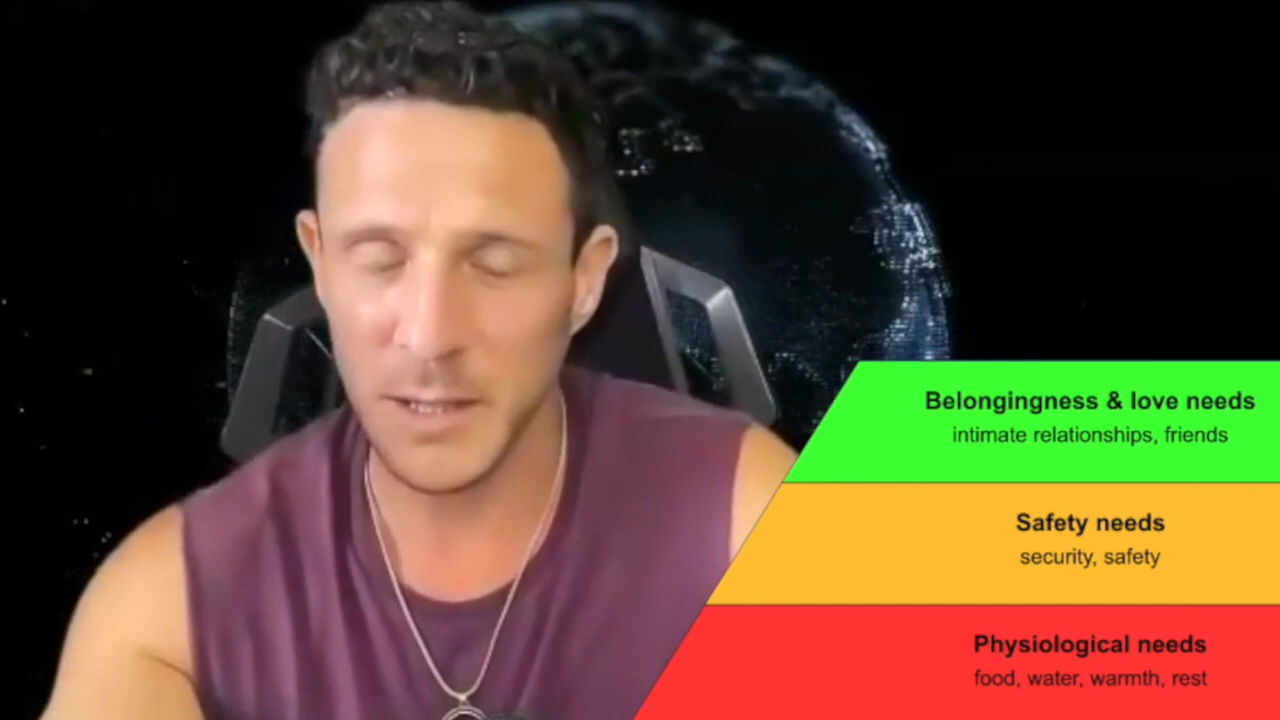 Belongingness & love needs
intimate relationships, friends
Safety needs
security, safety
Physiological needs
food, water, warmth, rest